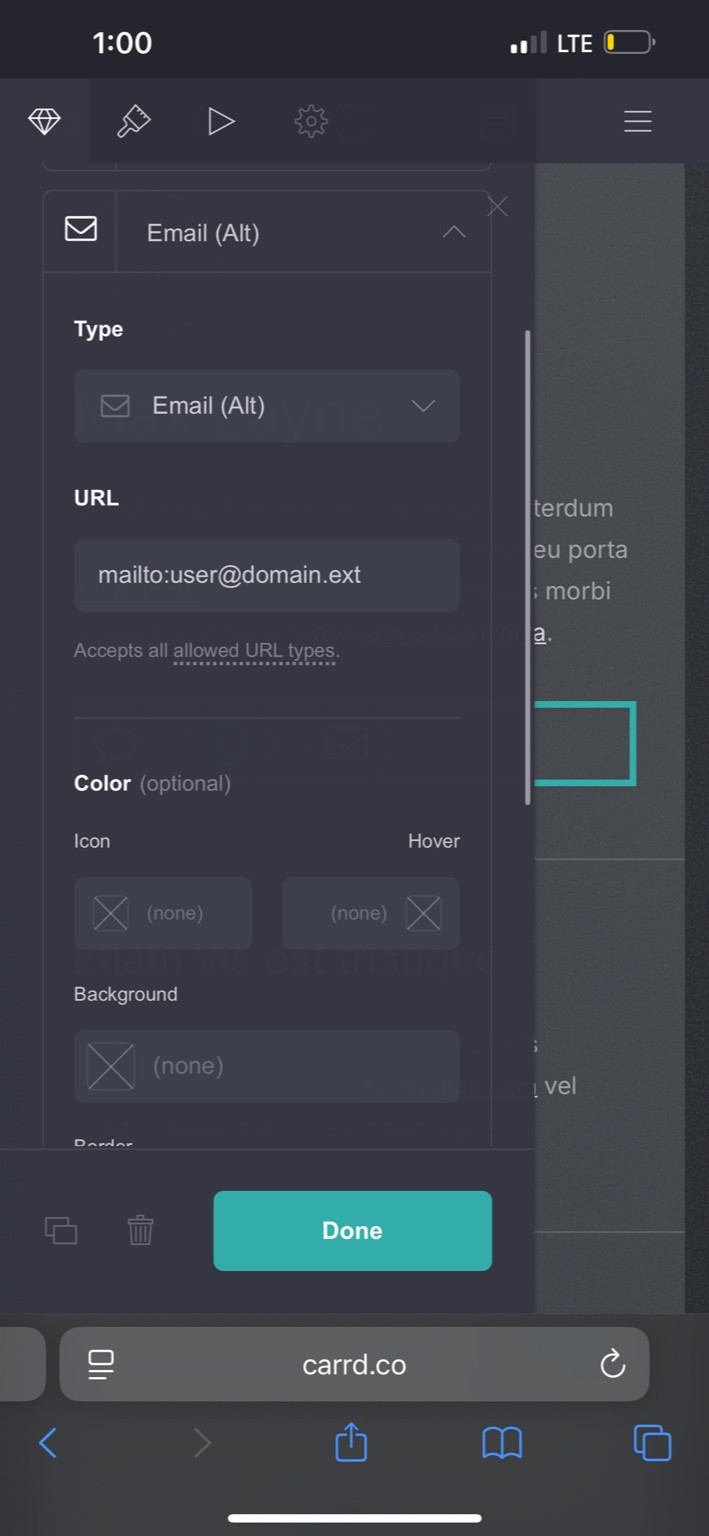 1:00
LTE
Email (Alt)
Type
Email (Alt)
URL
mailto:user@domain.ext
Accepts all allowed URL types.
Color (optional)
Icon
Hover
(none)
(none)
Background
(none)
Border
terdum
eu porta
morbi
a.
vel
Done
carrd.co